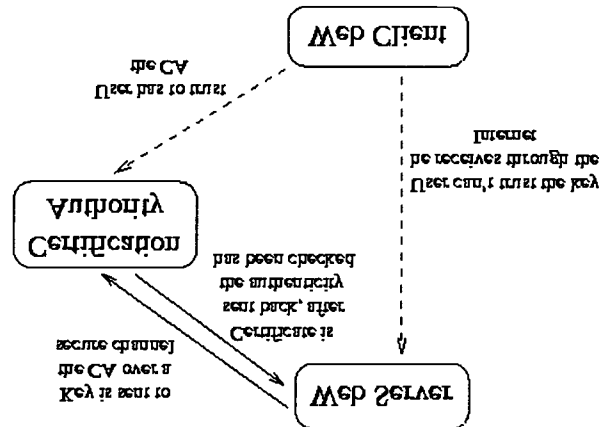 Web Client
User has to trust
the CA
User can't trust the key
he receives through the
Internet
Certification
Authority
Certificate is
sent back, after
the authenticity
has been checked
Key is sent to
the CA over a
secure channel
Web Server